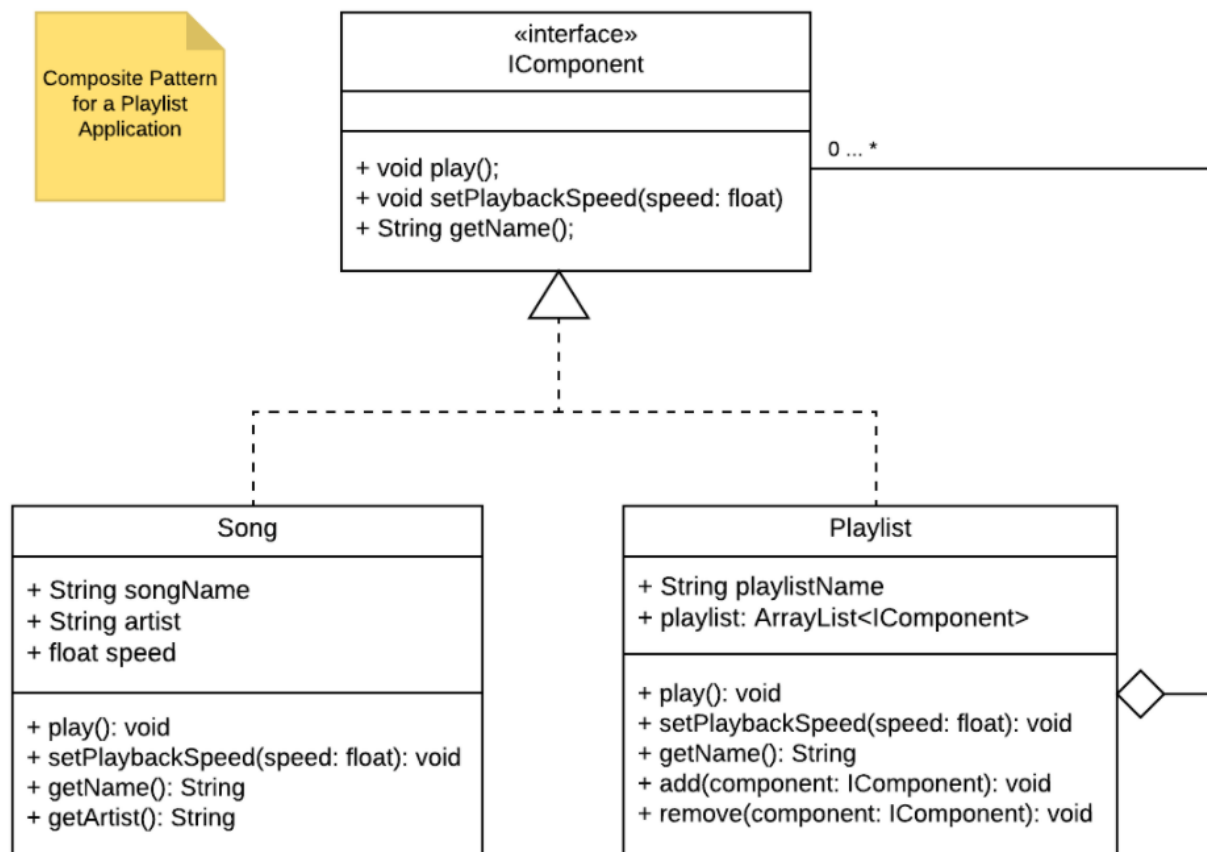 Composite Pattern
for a Playlist
Application
«interface»
IComponent
+ void play();
+ void setPlaybackSpeed(speed: float)
+ String getName();
0 ... *
Song
+ String songName
+ String artist
+ float speed
+ play(): void
+ setPlaybackSpeed(speed: float): void
+ getName(): String
+ getArtist(): String
Playlist
+ String playlistName
+ playlist: ArrayList<IComponent>
+ play(): void
+ setPlaybackSpeed(speed: float): void
+ getName(): String
+ add(component: IComponent): void
+ remove(component: IComponent): void